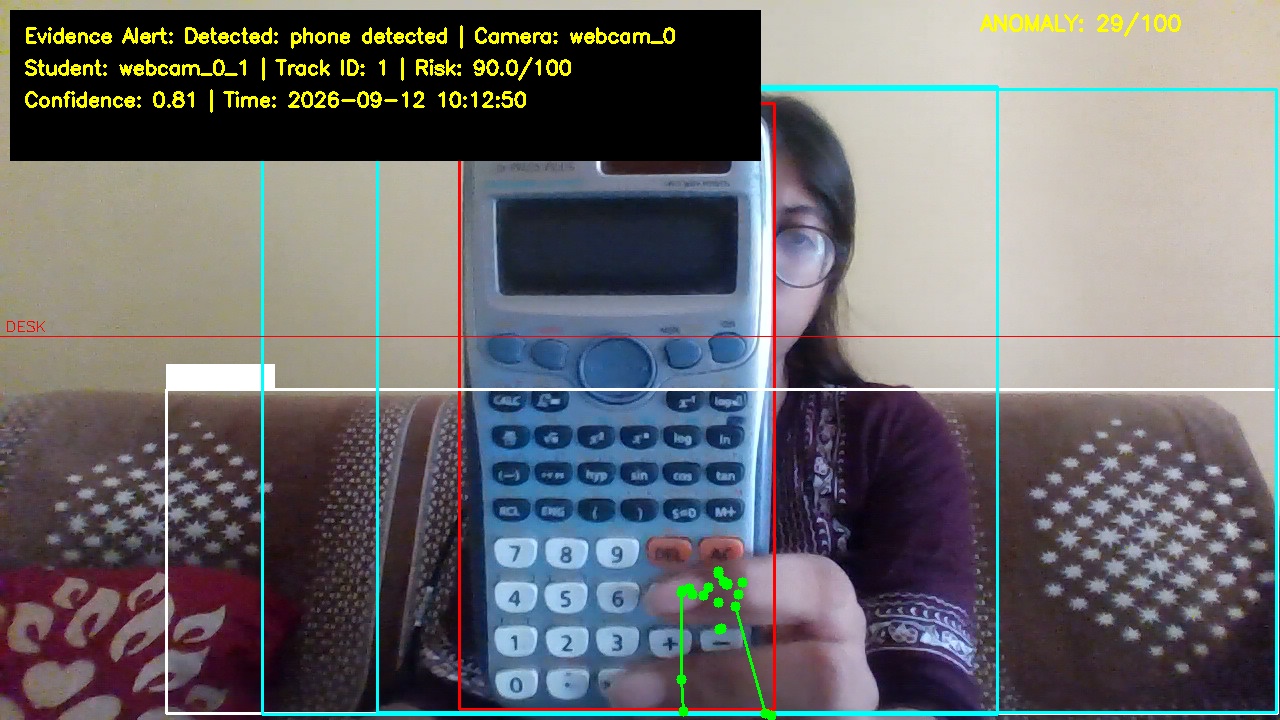 Evidence Alert: Detected: phone detected | Camera: webcam_0
Student: webcam_0_1 | Track ID: 1 | Risk: 90.0/100
Confidence: 0.81 | Time: 2026-09-12 10:12:50
ANOMALY: 29/100
DESK
CALC
x⁻¹
log
ln
(−)
hyp sin cos tan
RCL ENG ( ) S⇔D M+
7 8 9 DEL AC
4 5 6
1 2 3 + −
0 .